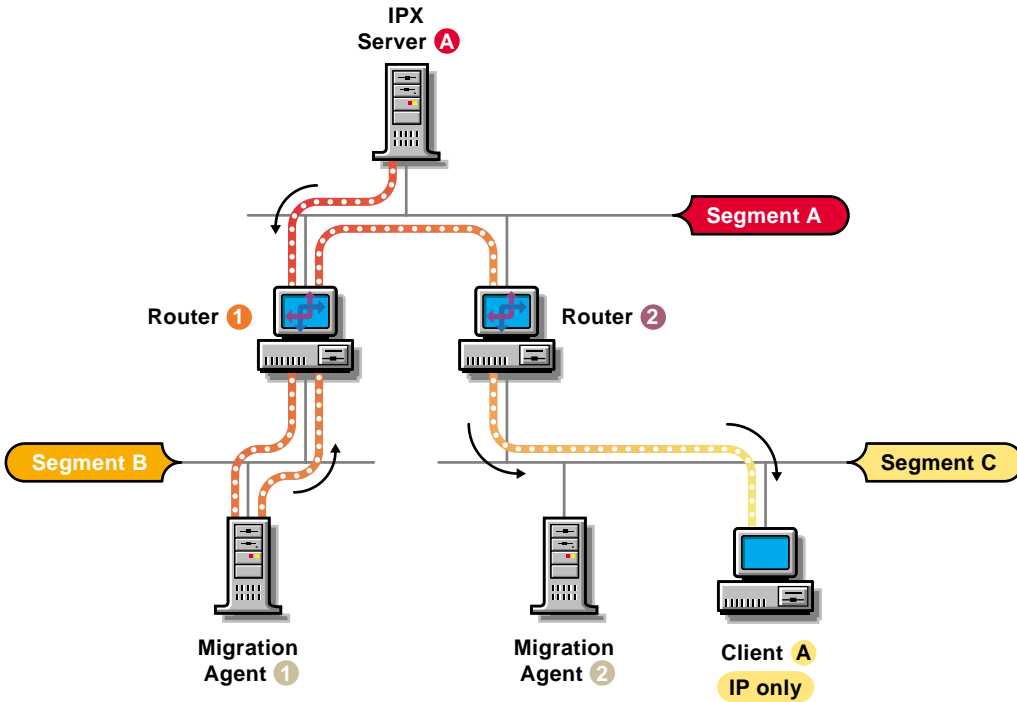 IPX
Server A
Segment A
Router 1
Router 2
Segment B
Segment C
Migration
Agent 1
Migration
Agent 2
Client A
IP only